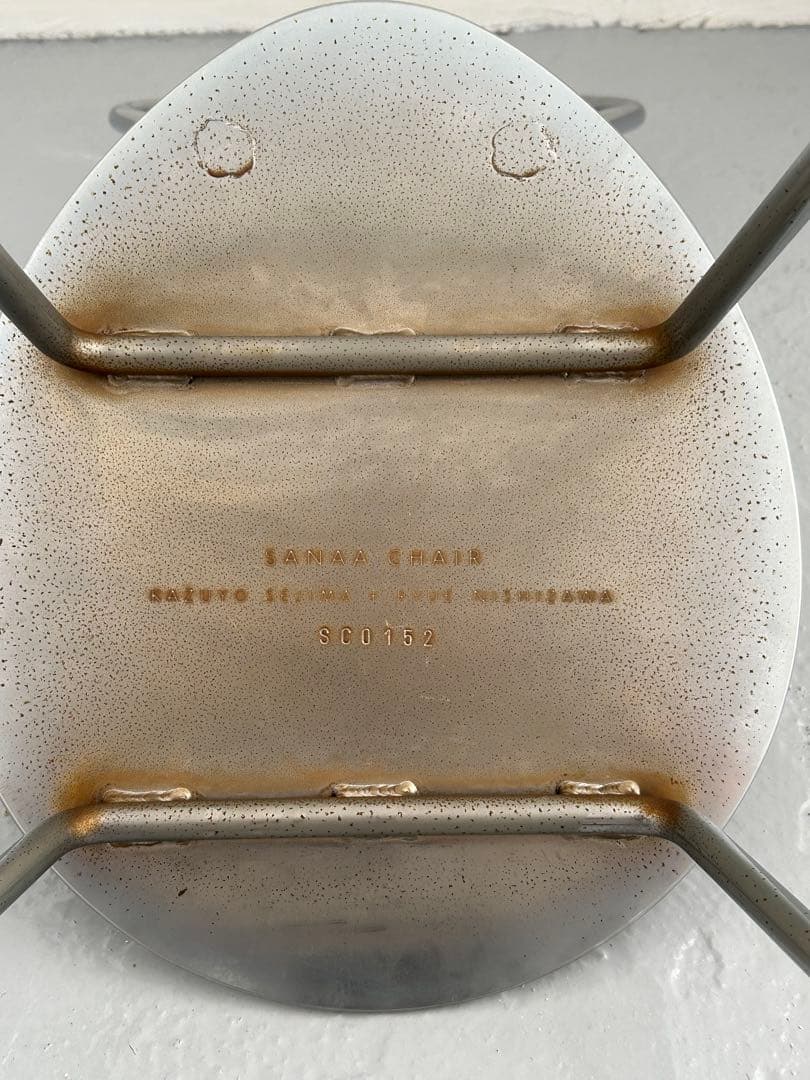 SANAA CHAIR
KAZUYO SEJIMA + RYUE NISHIZAWA
SC0152